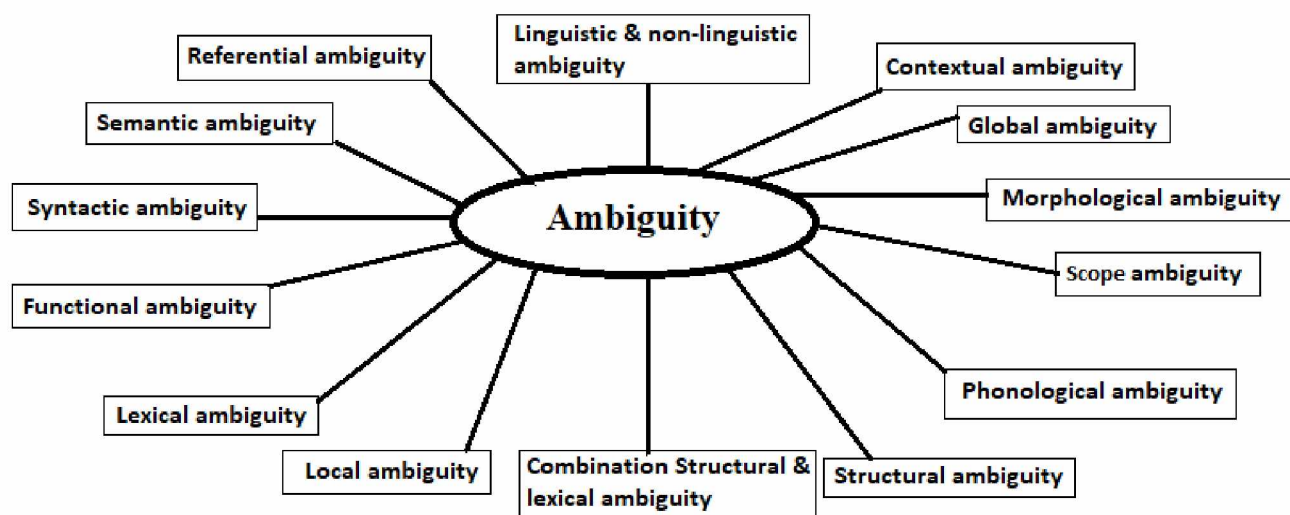 Linguistic & non-linguistic
ambiguity
Referential ambiguity
Contextual ambiguity
Semantic ambiguity
Global ambiguity
Syntactic ambiguity
Ambiguity
Morphological ambiguity
Scope ambiguity
Functional ambiguity
Phonological ambiguity
Lexical ambiguity
Local ambiguity
Combination Structural &
lexical ambiguity
Structural ambiguity